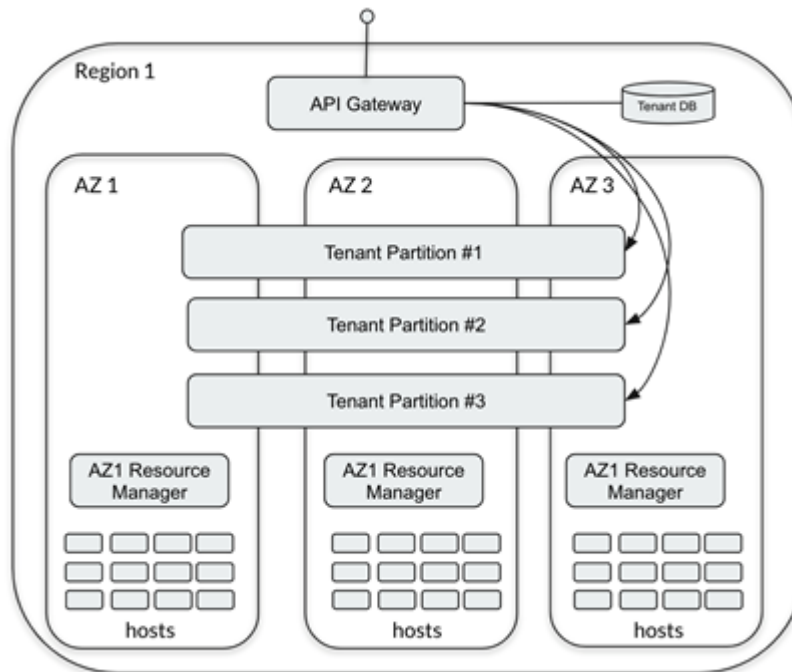 Region 1
API Gateway
Tenant DB
AZ 1
AZ 2
AZ 3
Tenant Partition #1
Tenant Partition #2
Tenant Partition #3
AZ1 Resource
Manager
AZ1 Resource
Manager
AZ1 Resource
Manager
hosts
hosts
hosts